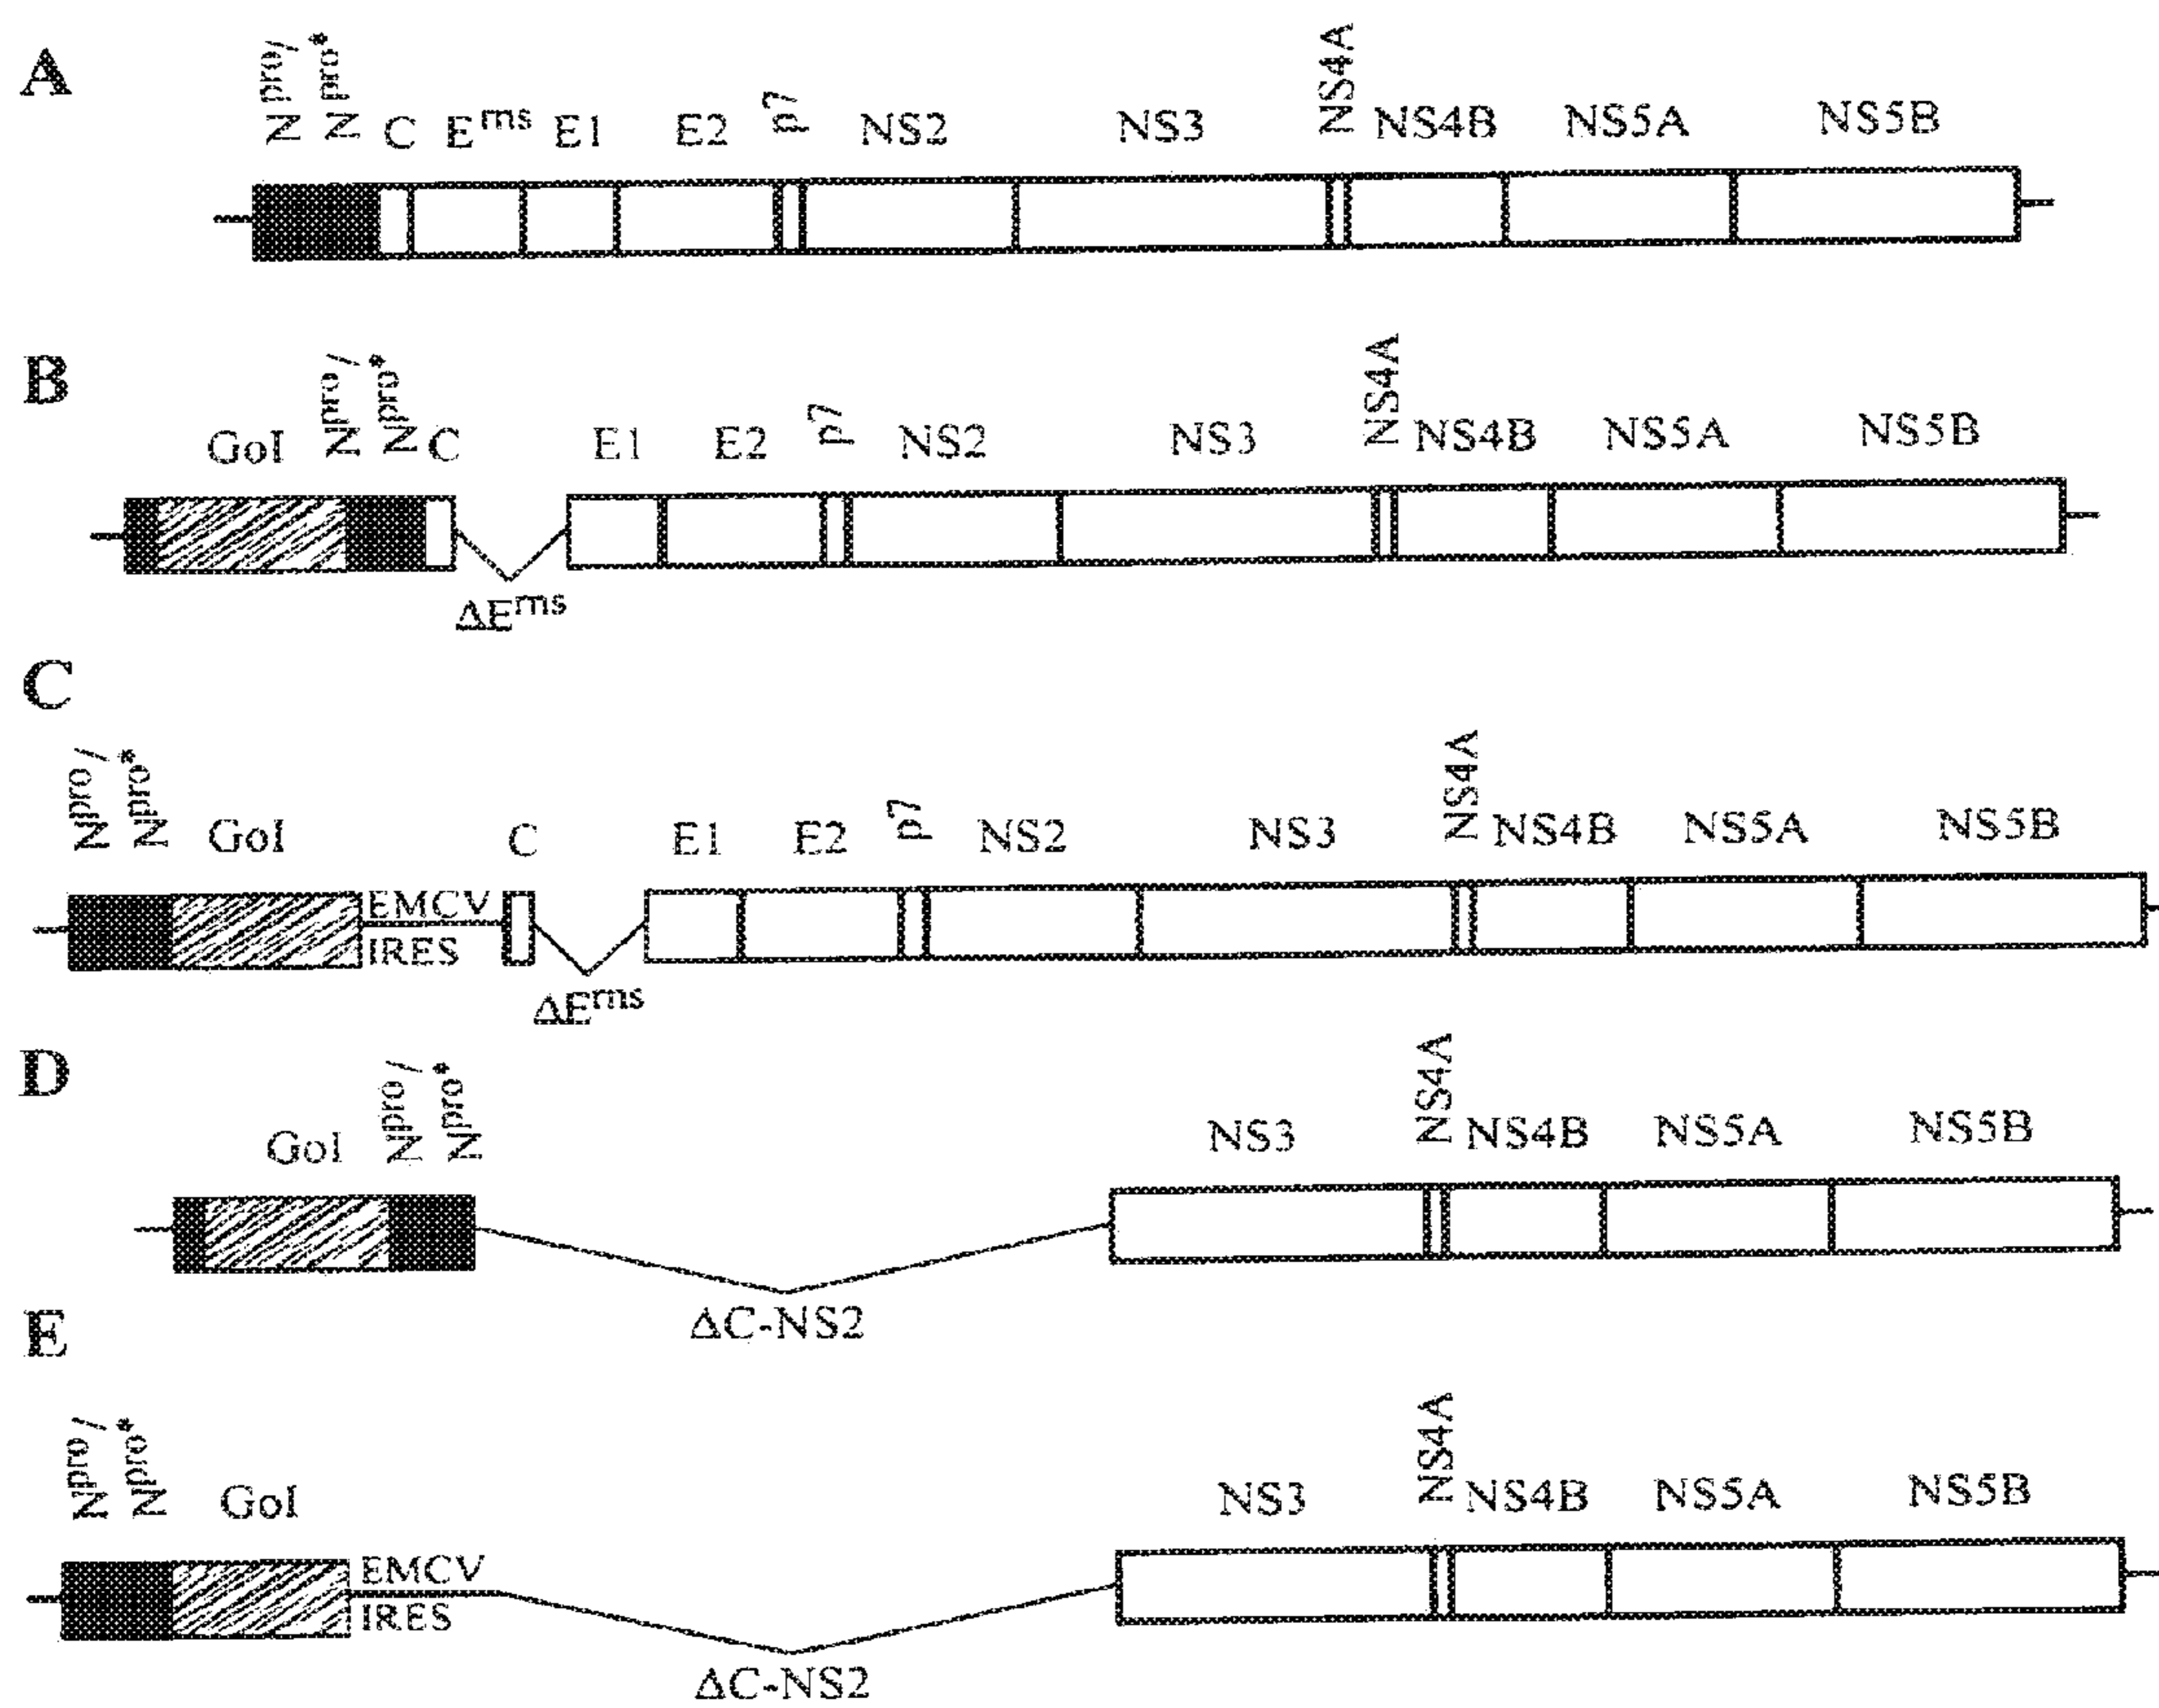 A
Npro/ Npro* C Erns E1 E2 p7 NS2 NS3 NS4A NS4B NS5A NS5B
B
GoI Npro/ Npro* C E1 E2 p7 NS2 NS3 NS4A NS4B NS5A NS5B
ΔErns
C
Npro/ Npro* GoI C E1 E2 p7 NS2 NS3 NS4A NS4B NS5A NS5B
EMCV
IRES
ΔErns
D
GoI Npro/ Npro* NS3 NS4A NS4B NS5A NS5B
ΔC-NS2
E
Npro/ Npro* GoI NS3 NS4A NS4B NS5A NS5B
EMCV
IRES
ΔC-NS2